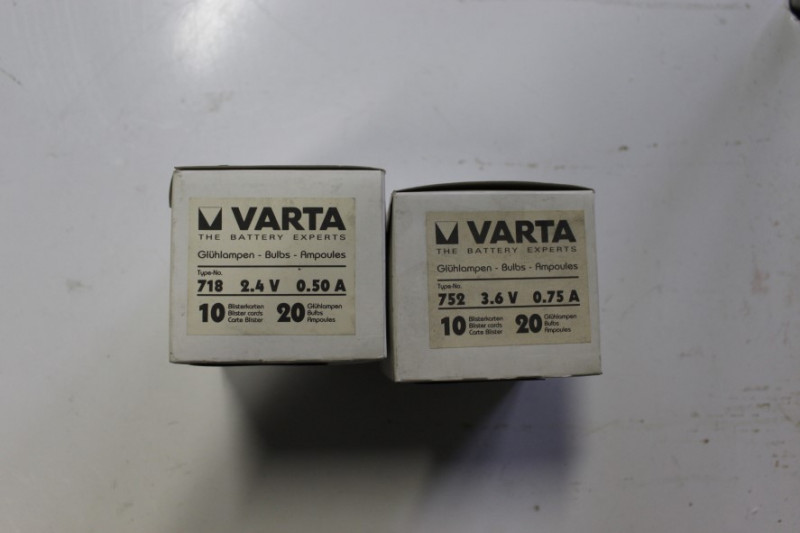 VARTA
THE BATTERY EXPERTS
Glühlampen - Bulbs - Ampoules
Type-No.
718 2.4 V 0.50 A
10 Blisterkarten Blister cards Carte Blister 20 Glühlampen Bulbs Ampoules
VARTA
THE BATTERY EXPERTS
Glühlampen - Bulbs - Ampoules
Type-No.
752 3.6 V 0.75 A
10 Blisterkarten Blister cards Carte Blister 20 Glühlampen Bulbs Ampoules